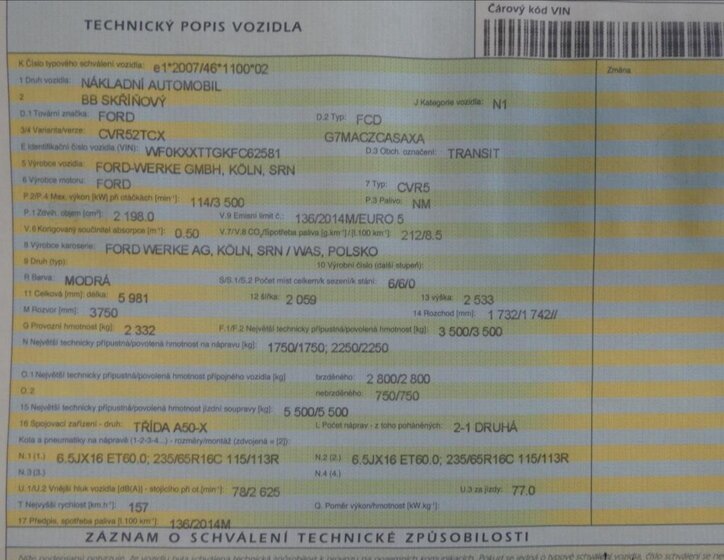 TECHNICKÝ POPIS VOZIDLA
Čárový kód VIN
K Číslo typového schválení vozidla: e1*2007/46*1100*02
Změna
1 Druh vozidla: NÁKLADNÍ AUTOMOBIL
2 BB SKŘÍŇOVÝ J Kategorie vozidla: N1
D.1 Tovární značka: FORD D.2 Typ: FCD
3/4 Varianta/verze: CVR52TCX G7MACZCASAXA
E Identifikační číslo vozidla (VIN): WF0KXXTTGKFC62581 D.3 Obch. označení: TRANSIT
5 Výrobce vozidla: FORD-WERKE GMBH, KÖLN, SRN
6 Výrobce motoru: FORD 7 Typ: CVR5
P.2/P.4 Max. výkon [kW] při otáčkách [min⁻¹]: 114/3 500 P.3 Palivo: NM
P.1 Zdvih. objem [cm³]: 2 198.0 V.9 Emisní limit č.: 136/2014M/EURO 5
V.6 Korigovaný součinitel absorpce [m⁻¹]: 0.50 V.7/V.8 CO₂/Spotřeba paliva [g.km⁻¹]/[l.100 km⁻¹]: 212/8.5
8 Výrobce karoserie: FORD WERKE AG, KÖLN, SRN / WAS, POLSKO
9 Druh (typ): 10 Výrobní číslo (další stupeň):
R Barva: MODRÁ S/S.1/S.2 Počet míst celkem/k sezení/k stání: 6/6/0
11 Celková [mm]: délka: 5 981 12 šířka: 2 059 13 výška: 2 533
M Rozvor [mm]: 3750 14 Rozchod [mm]: 1 732/1 742//
G Provozní hmotnost [kg]: 2 332 F.1/F.2 Největší technicky přípustná/povolená hmotnost [kg]: 3 500/3 500
N Největší technicky přípustná/povolená hmotnost na nápravu [kg]: 1750/1750; 2250/2250
O.1 Největší technicky přípustná/povolená hmotnost přípojného vozidla [kg] brzděného: 2 800/2 800
O.2 nebrzděného: 750/750
15 Největší technicky přípustná/povolená hmotnost jízdní soupravy [kg]: 5 500/5 500
16 Spojovací zařízení - druh: TŘÍDA A50-X L Počet náprav - z toho poháněných: 2-1 DRUHÁ
Kola a pneumatiky na nápravě (1-2-3-4...) - rozměry/montáž (zdvojená = [2]):
N.1 (1.) 6.5JX16 ET60.0; 235/65R16C 115/113R N.2 (2.) 6.5JX16 ET60.0; 235/65R16C 115/113R
N.3 (3.) N.4 (4.)
U.1/U.2 Vnější hluk vozidla [dB(A)] - stojícího při ot.[min⁻¹]: 78/2 625 U.3 za jízdy: 77.0
T Nejvyšší rychlost [km.h⁻¹]: 157 Q. Poměr výkon/hmotnost [kW.kg⁻¹]:
17 Předpis, spotřeba paliva [l.100 km⁻¹]: 136/2014M
ZÁZNAM O SCHVÁLENÍ TECHNICKÉ ZPŮSOBILOSTI